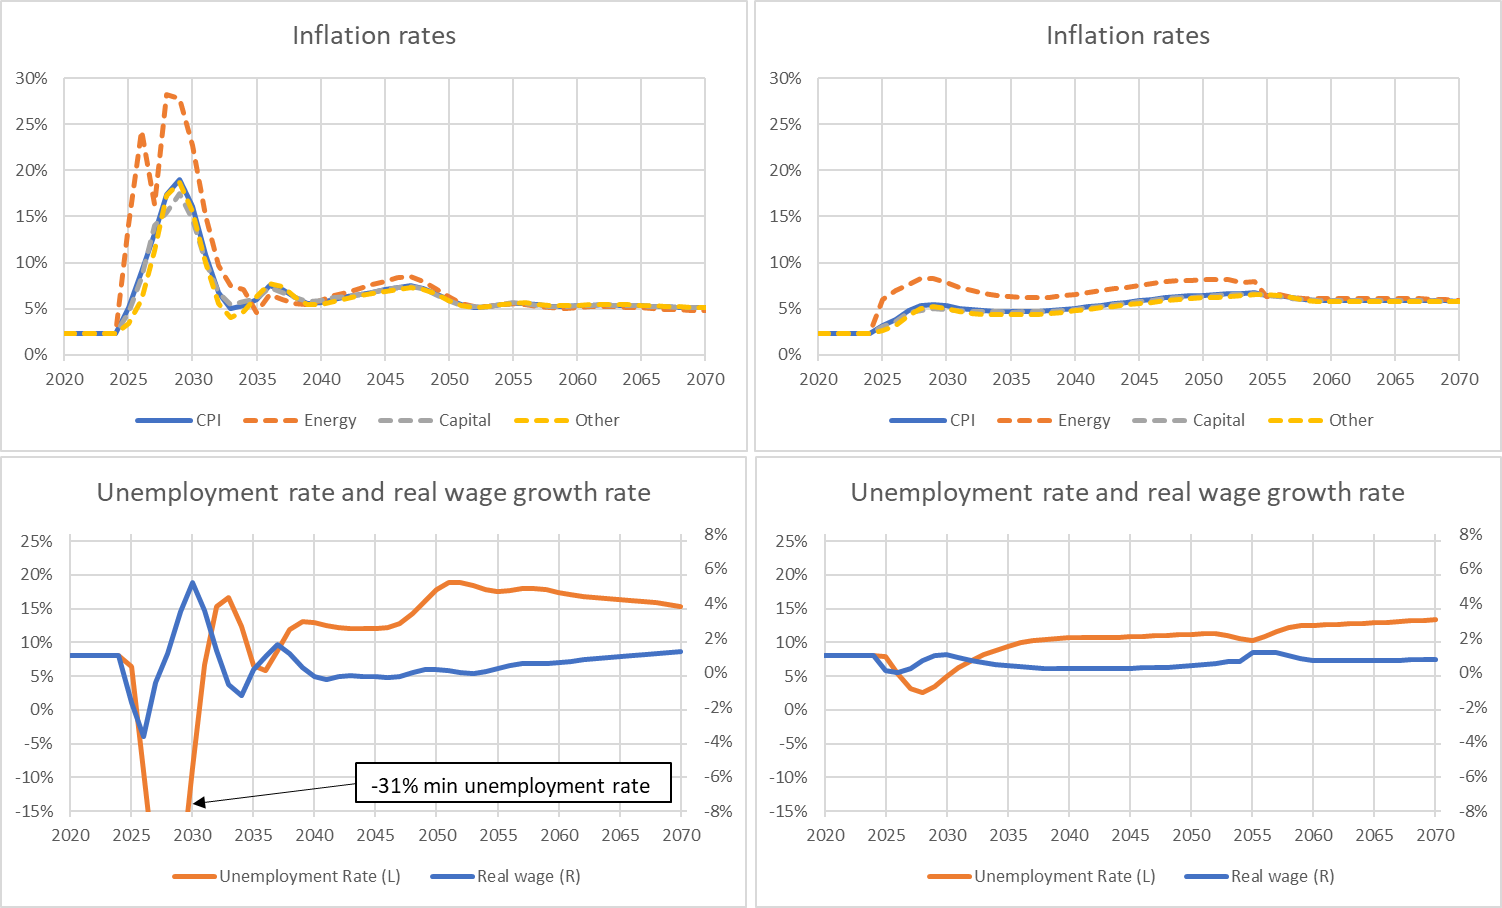 Inflation rates
30%
25%
20%
15%
10%
5%
0%
2020 2025 2030 2035 2040 2045 2050 2055 2060 2065 2070
CPI Energy Capital Other
Inflation rates
30%
25%
20%
15%
10%
5%
0%
2020 2025 2030 2035 2040 2045 2050 2055 2060 2065 2070
CPI Energy Capital Other
Unemployment rate and real wage growth rate
25% 8%
20% 6%
15% 4%
10% 2%
5% 0%
0% -2%
-5% -4%
-10% -6%
-15% -8%
-31% min unemployment rate
2020 2025 2030 2035 2040 2045 2050 2055 2060 2065 2070
Unemployment Rate (L) Real wage (R)
Unemployment rate and real wage growth rate
25% 8%
20% 6%
15% 4%
10% 2%
5% 0%
0% -2%
-5% -4%
-10% -6%
-15% -8%
2020 2025 2030 2035 2040 2045 2050 2055 2060 2065 2070
Unemployment Rate (L) Real wage (R)